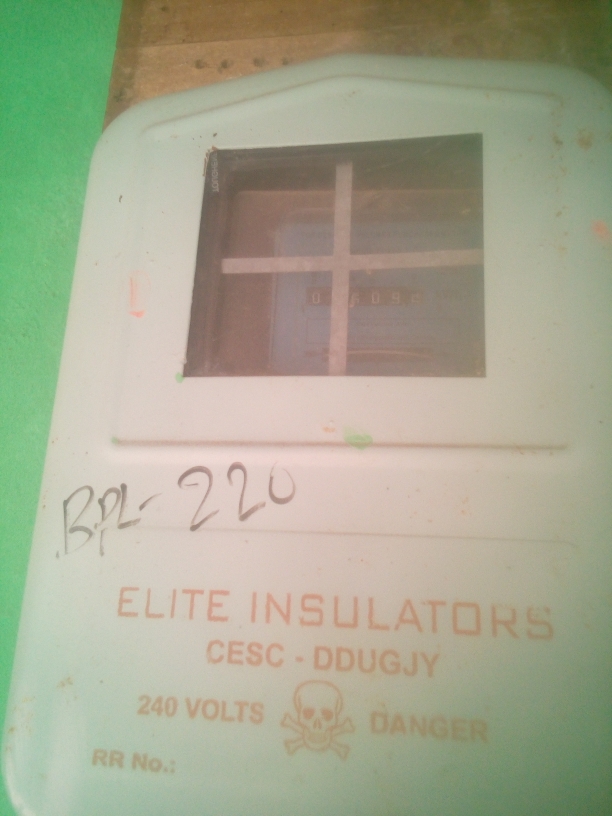 BPL-220
ELITE INSULATORS
CESC - DDUGJY
240 VOLTS DANGER
RR No.: